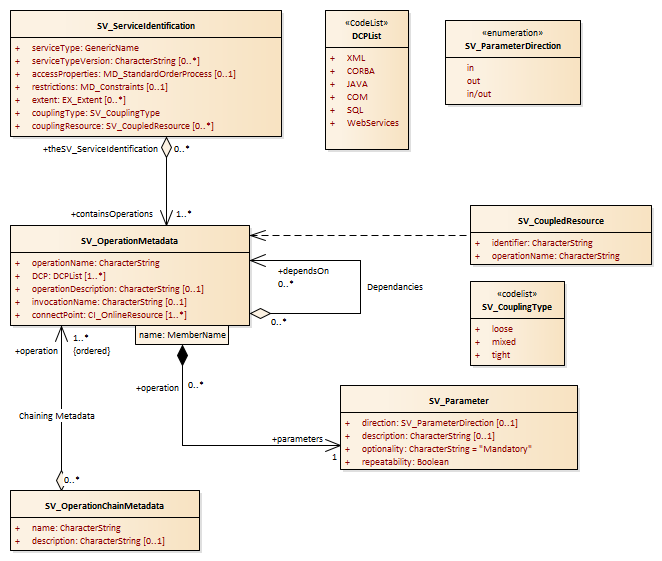 SV_ServiceIdentification
+ serviceType: GenericName
+ serviceTypeVersion: CharacterString [0..*]
+ accessProperties: MD_StandardOrderProcess [0..1]
+ restrictions: MD_Constraints [0..1]
+ extent: EX_Extent [0..*]
+ couplingType: SV_CouplingType
+ couplingResource: SV_CoupledResource [0..*]
«CodeList»
DCPList
+ XML
+ CORBA
+ JAVA
+ COM
+ SQL
+ WebServices
«enumeration»
SV_ParameterDirection
in
out
in/out
+theSV_ServiceIdentification 0..*
+containsOperations 1..*
SV_OperationMetadata
+ operationName: CharacterString
+ DCP: DCPList [1..*]
+ operationDescription: CharacterString [0..1]
+ invocationName: CharacterString [0..1]
+ connectPoint: CI_OnlineResource [1..*]
name: MemberName
SV_CoupledResource
+ identifier: CharacterString
+ operationName: CharacterString
+dependsOn
0..*
Dependancies
0..*
«codelist»
SV_CouplingType
+ loose
+ mixed
+ tight
+operation
1..*
{ordered}
Chaining Metadata
0..*
+operation 0..*
+parameters
1
SV_Parameter
+ direction: SV_ParameterDirection [0..1]
+ description: CharacterString [0..1]
+ optionality: CharacterString = "Mandatory"
+ repeatability: Boolean
SV_OperationChainMetadata
+ name: CharacterString
+ description: CharacterString [0..1]